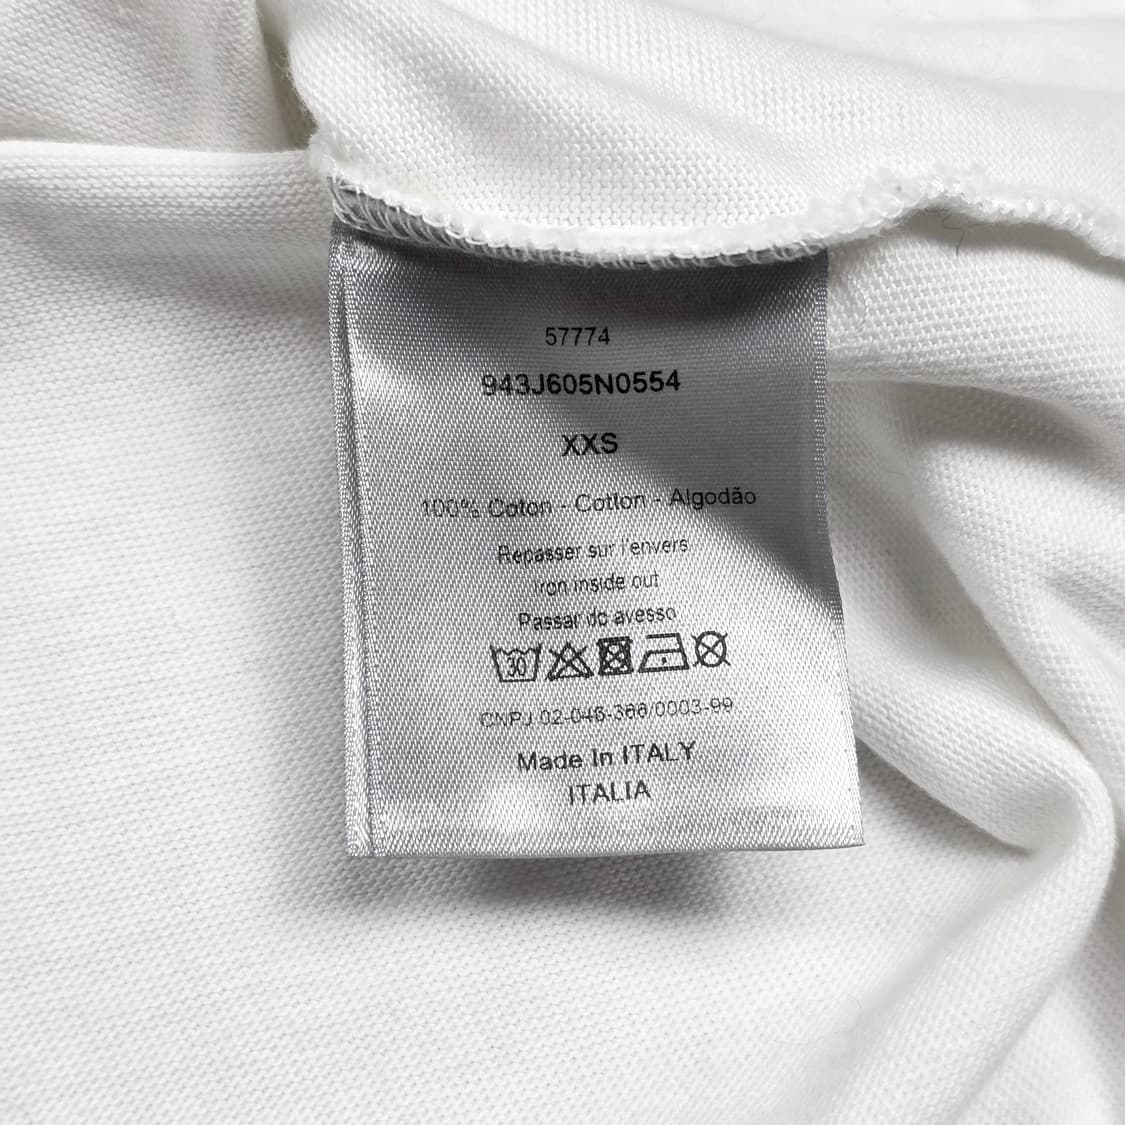 57774
943J605N0554
XXS
100% Coton - Cotton - Algodão
Repasser sur l'envers
Iron inside out
Passar do avesso
30
CNPJ 02-046-366/0003-99
Made In ITALY
ITALIA